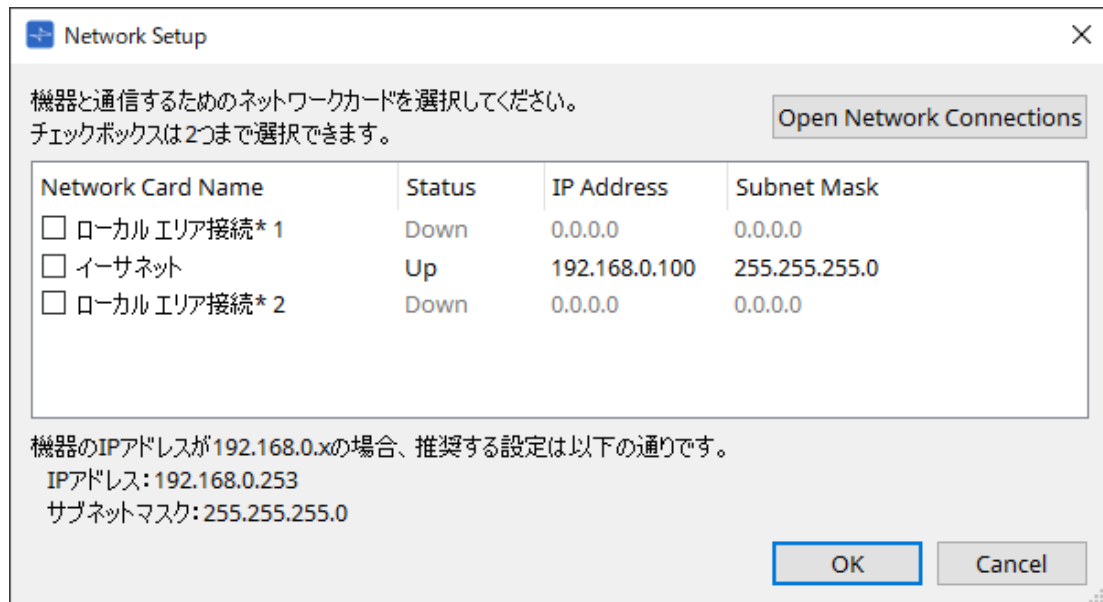 Network Setup
機器と通信するためのネットワークカードを選択してください。
チェックボックスは2つまで選択できます。
Open Network Connections
Network Card Name Status IP Address Subnet Mask
ローカル エリア接続* 1 Down 0.0.0.0 0.0.0.0
イーサネット Up 192.168.0.100 255.255.255.0
ローカル エリア接続* 2 Down 0.0.0.0 0.0.0.0
機器のIPアドレスが192.168.0.xの場合、推奨する設定は以下の通りです。
IPアドレス：192.168.0.253
サブネットマスク：255.255.255.0
OK Cancel